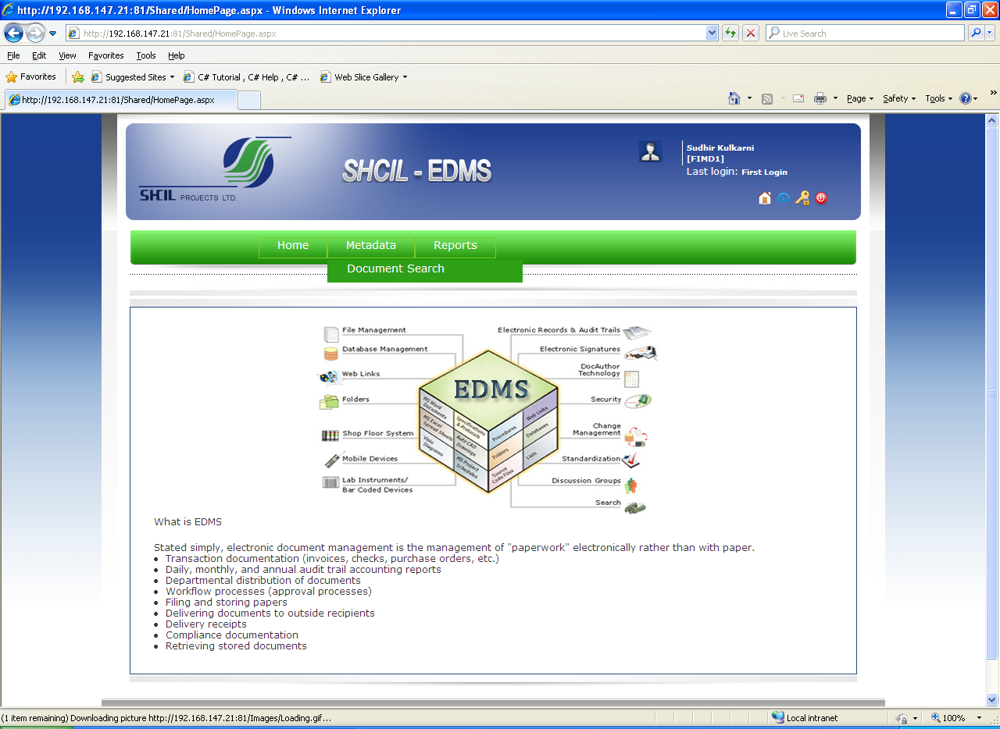 http://192.168.147.21:81/Shared/HomePage.aspx - Windows Internet Explorer
http://192.168.147.21:81/Shared/HomePage.aspx
Live Search
File Edit View Favorites Tools Help
Favorites Suggested Sites C# Tutorial , C# Help , C# ... Web Slice Gallery
http://192.168.147.21:81/Shared/HomePage.aspx
Page Safety Tools »
SHCIL PROJECTS LTD.
SHCIL - EDMS
Sudhir Kulkarni
[FIMD1]
Last login: First Login
Home Metadata Reports
Document Search
File Management
Database Management
Web Links
Folders
Shop Floor System
Mobile Devices
Lab Instruments/
Bar Coded Devices
EDMS
MS Word
Documents
Specifications
& Protocols
MS Excel
Spread Sheets
Auto CAD
Drawings
Visio
Diagrams
MS Project
Schedules
Procedures
Web Links
Folders
Databases
Source
Code Files
Lists
Electronic Records & Audit Trails
Electronic Signatures
DocAuthor
Technology
Security
Change
Management
Standardization
Discussion Groups
Search
What is EDMS
Stated simply, electronic document management is the management of "paperwork" electronically rather than with paper.
• Transaction documentation (invoices, checks, purchase orders, etc.)
• Daily, monthly, and annual audit trail accounting reports
• Departmental distribution of documents
• Workflow processes (approval processes)
• Filing and storing papers
• Delivering documents to outside recipients
• Delivery receipts
• Compliance documentation
• Retrieving stored documents
(1 item remaining) Downloading picture http://192.168.147.21:81/Images/Loading.gif...
Local intranet
100%